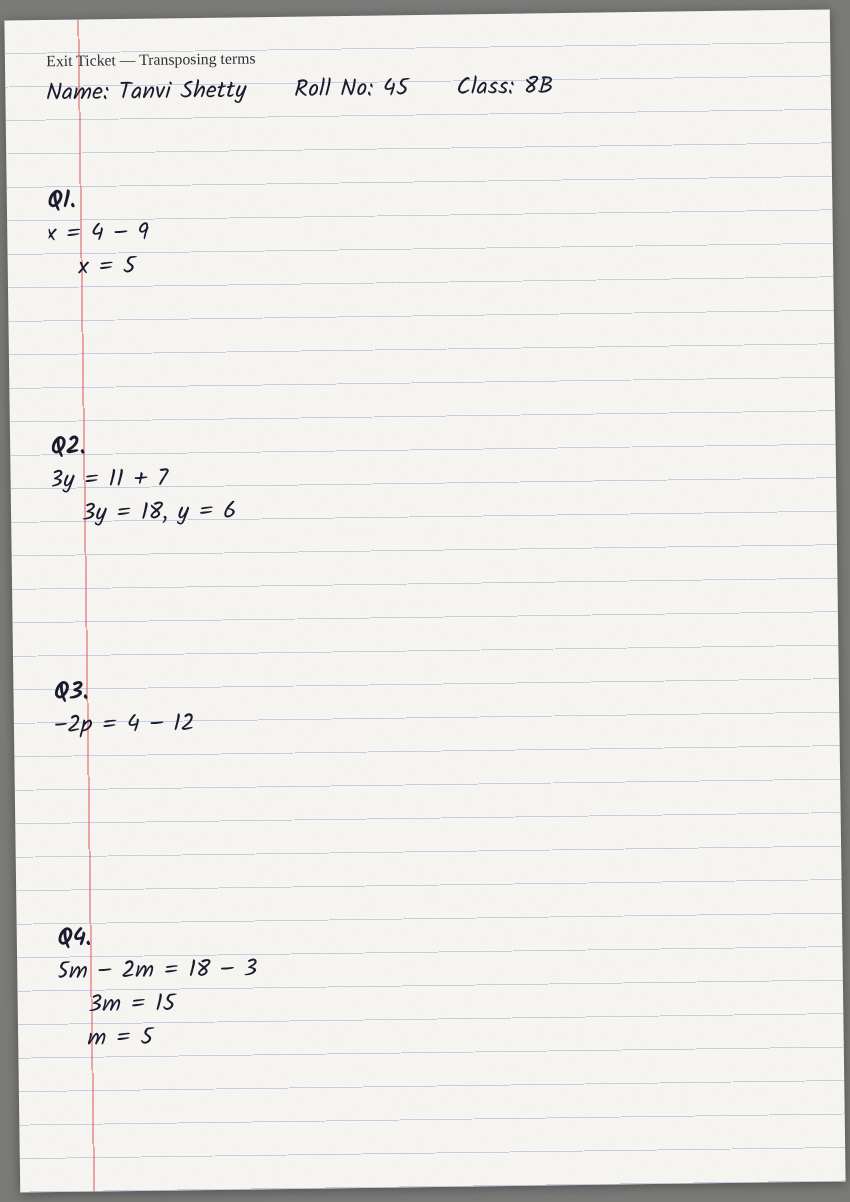 Exit Ticket — Transposing terms
Name: Tanvi Shetty Roll No: 45 Class: 8B
Q1.
x = 4 − 9
x = 5
Q2.
3y = 11 + 7
3y = 18, y = 6
Q3.
−2p = 4 − 12
Q4.
5m − 2m = 18 − 3
3m = 15
m = 5